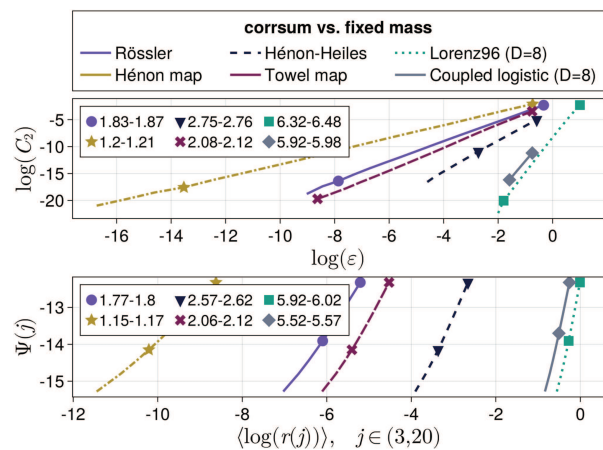 corrsum vs. fixed mass
Rössler Hénon-Heiles Lorenz96 (D=8)
Hénon map Towel map Coupled logistic (D=8)
1.83-1.87 2.75-2.76 6.32-6.48
1.2-1.21 2.08-2.12 5.92-5.98
log(C₂)
-5
-10
-15
-20
-16 -14 -12 -10 -8 -6 -4 -2 0
log(ε)
1.77-1.8 2.57-2.62 5.92-6.02
1.15-1.17 2.06-2.12 5.52-5.57
Ψ(j)
-13
-14
-15
-12 -10 -8 -6 -4 -2 0
⟨log(r(j))⟩, j∈(3,20)